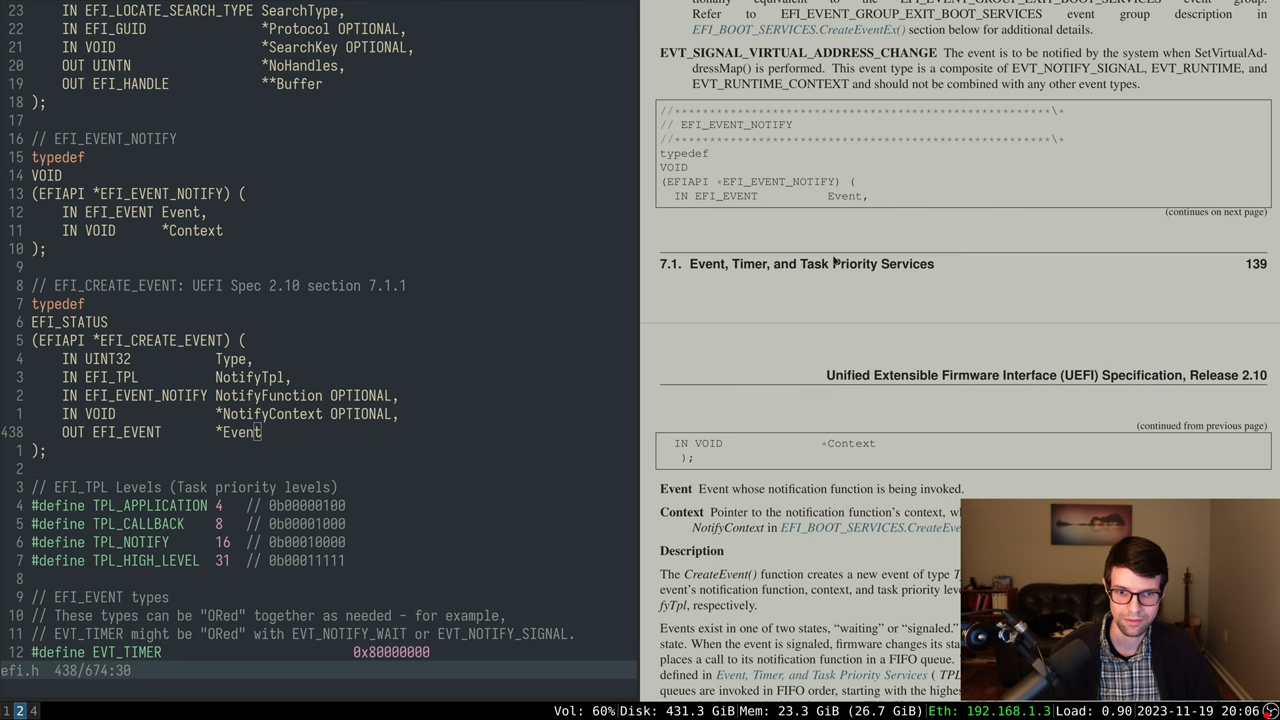 23 IN EFI_LOCATE_SEARCH_TYPE SearchType,
22 IN EFI_GUID *Protocol OPTIONAL,
21 IN VOID *SearchKey OPTIONAL,
20 OUT UINTN *NoHandles,
19 OUT EFI_HANDLE **Buffer
18 );
17
16 // EFI_EVENT_NOTIFY
15 typedef
14 VOID
13 (EFIAPI *EFI_EVENT_NOTIFY) (
12 IN EFI_EVENT Event,
11 IN VOID *Context
10 );
9
8 // EFI_CREATE_EVENT: UEFI Spec 2.10 section 7.1.1
7 typedef
6 EFI_STATUS
5 (EFIAPI *EFI_CREATE_EVENT) (
4 IN UINT32 Type,
3 IN EFI_TPL NotifyTpl,
2 IN EFI_EVENT_NOTIFY NotifyFunction OPTIONAL,
1 IN VOID *NotifyContext OPTIONAL,
438 OUT EFI_EVENT *Event
1 );
2
3 // EFI_TPL Levels (Task priority levels)
4 #define TPL_APPLICATION 4 // 0b00000100
5 #define TPL_CALLBACK 8 // 0b00001000
6 #define TPL_NOTIFY 16 // 0b00010000
7 #define TPL_HIGH_LEVEL 31 // 0b00011111
8
9 // EFI_EVENT types
10 // These types can be "ORed" together as needed – for example,
11 // EVT_TIMER might be "ORed" with EVT_NOTIFY_WAIT or EVT_NOTIFY_SIGNAL.
12 #define EVT_TIMER 0x80000000
efi.h 438/674:30
tionally equivalent to the EFI_EVENT_GROUP_EXIT_BOOT_SERVICES event group.
Refer to EFI_EVENT_GROUP_EXIT_BOOT_SERVICES event group description in
EFI_BOOT_SERVICES.CreateEventEx() section below for additional details.
EVT_SIGNAL_VIRTUAL_ADDRESS_CHANGE The event is to be notified by the system when SetVirtualAd-
dressMap() is performed. This event type is a composite of EVT_NOTIFY_SIGNAL, EVT_RUNTIME, and
EVT_RUNTIME_CONTEXT and should not be combined with any other event types.
//*******************************************************\*
// EFI_EVENT_NOTIFY
//*******************************************************\*
typedef
VOID
(EFIAPI *EFI_EVENT_NOTIFY) (
IN EFI_EVENT Event,
(continues on next page)
7.1. Event, Timer, and Task Priority Services 139
Unified Extensible Firmware Interface (UEFI) Specification, Release 2.10
(continued from previous page)
IN VOID *Context
);
Event Event whose notification function is being invoked.
Context Pointer to the notification function's context,
NotifyContext in EFI_BOOT_SERVICES.CreateEve
Description
The CreateEvent() function creates a new event of type
event's notification function, context, and task priority leve
fyTpl, respectively.
Events exist in one of two states, “waiting” or “signaled.”
state. When the event is signaled, firmware changes its sta
places a call to its notification function in a FIFO queue.
defined in Event, Timer, and Task Priority Services ( TPL
queues are invoked in FIFO order, starting with the highes
1 2 4 Vol: 60%|Disk: 431.3 GiB|Mem: 23.3 GiB (26.7 GiB)|Eth: 192.168.1.3|Load: 0.90|2023-11-19 20:06